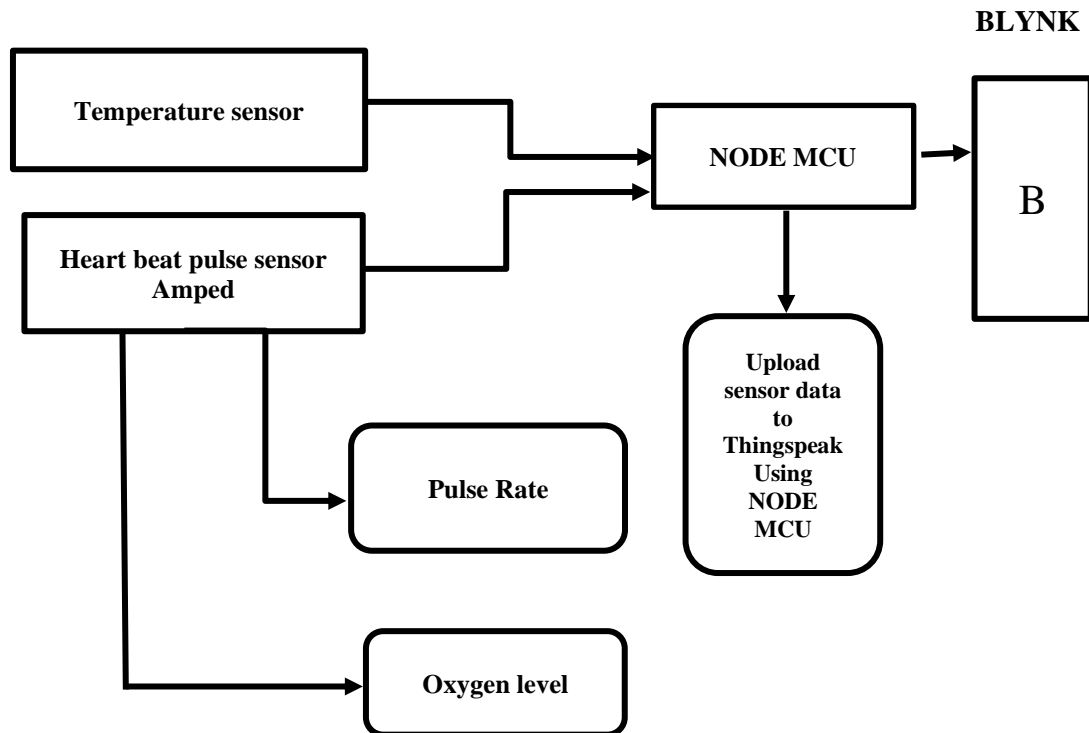 BLYNK
Temperature sensor
NODE MCU
B
Heart beat pulse sensor
Amped
Upload
sensor data
to
Thingspeak
Using
NODE
MCU
Pulse Rate
Oxygen level